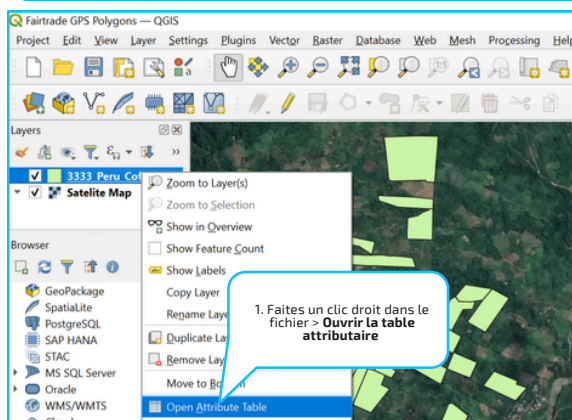 Fairtrade GPS Polygons — QGIS
Project Edit View Layer Settings Plugins Vector Raster Database Web Mesh Processing Help
Layers
3333_Peru_Cof
Satelite Map
Zoom to Layer(s)
Zoom to Selection
Show in Overview
Show Feature Count
Show Labels
Copy Layer
Rename Laye
Duplicate La
Remove Lay
Move to Bo
Open Attribute Table
1. Faites un clic droit dans le
fichier > Ouvrir la table
attributaire
Browser
GeoPackage
SpatiaLite
PostgreSQL
SAP HANA
STAC
MS SQL Server
Oracle
WMS/WMTS